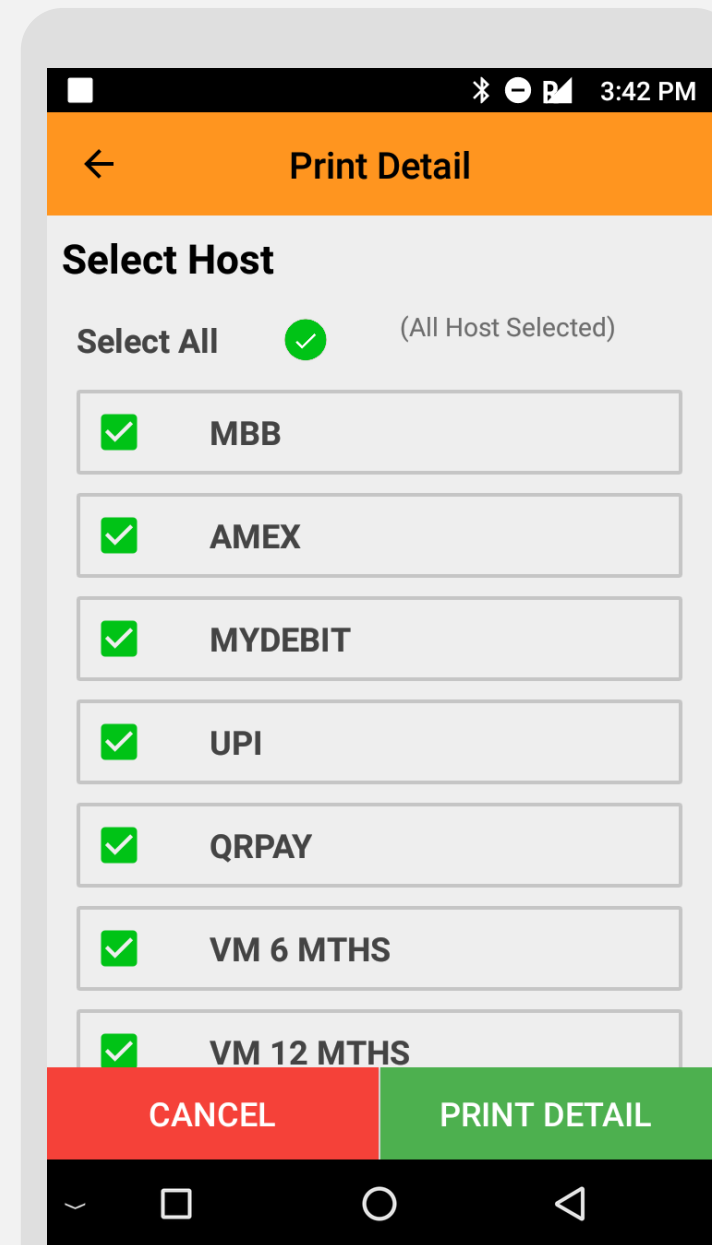 3:42 PM
Print Detail
Select Host
Select All (All Host Selected)
MBB
AMEX
MYDEBIT
UPI
QRPAY
VM 6 MTHS
VM 12 MTHS
CANCEL PRINT DETAIL